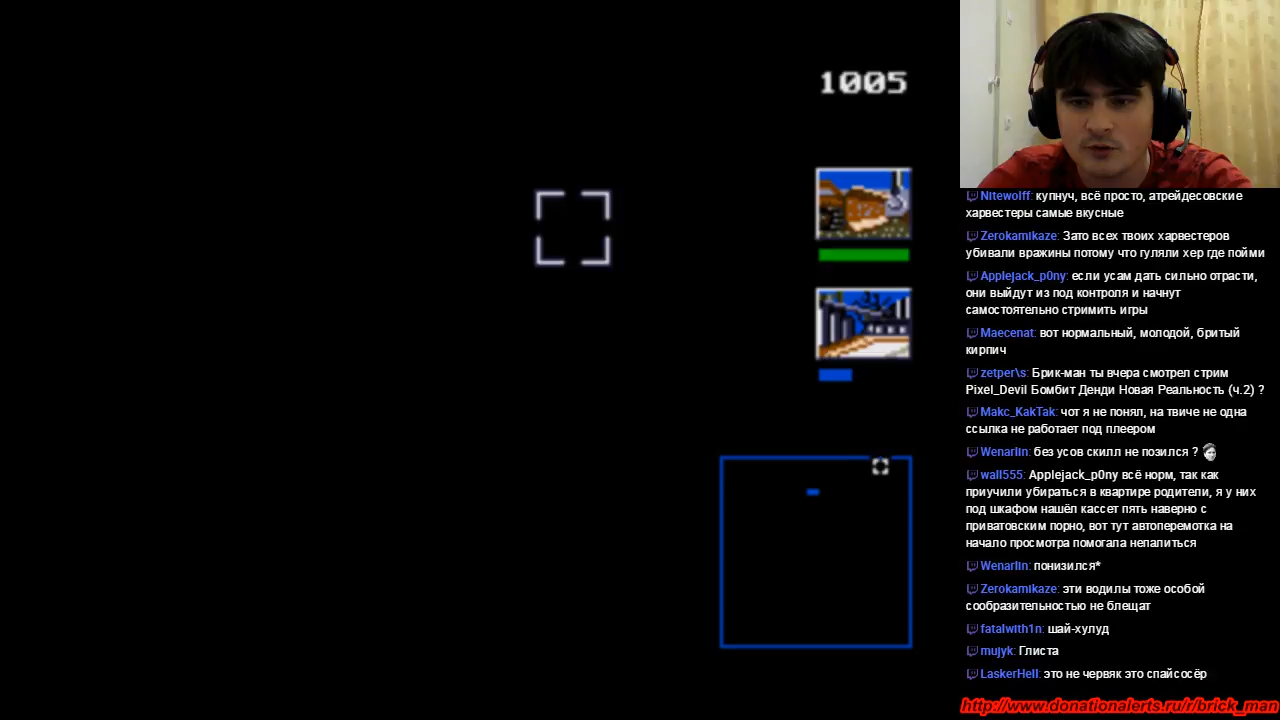 1005
Nitewolff: купнуч, всё просто, атрейдесовские
харвестеры самые вкусные
Zerokamikaze: Зато всех твоих харвестеров
убивали вражины потому что гуляли хер где пойми
Applejack_p0ny: если усам дать сильно отрасти,
они выйдут из под контроля и начнут
самостоятельно стримить игры
Maecenat: вот нормальный, молодой, бритый
кирпич
zetper\s: Брик-ман ты вчера смотрел стрим
Pixel_Devil Бомбит Денди Новая Реальность (ч.2) ?
Makc_KakTak: чот я не понял, на твиче не одна
ссылка не работает под плеером
Wenarlin: без усов скилл не позился ?
wall555: Applejack_p0ny всё норм, так как
приучили убираться в квартире родители, я у них
под шкафом нашёл кассет пять наверно с
приватовским порно, вот тут автоперемотка на
начало просмотра помогала непалиться
Wenarlin: понизился*
Zerokamikaze: эти водилы тоже особой
сообразительностью не блещат
fatalwith1n: шай-хулуд
mujyk: Глиста
LaskerHell: это не червяк это спайсосёр
http://www.donationalerts.ru/r/brick_man